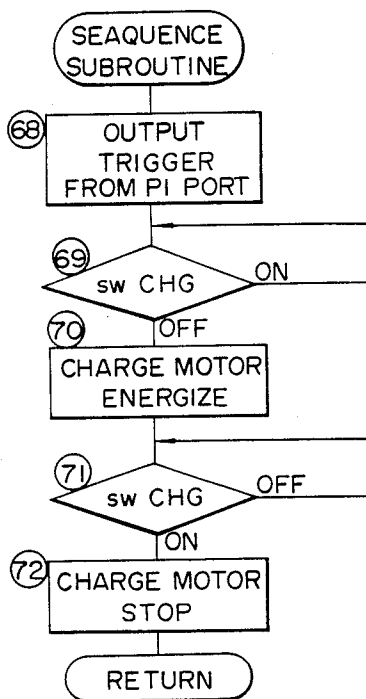 SEAQUENCE
SUBROUTINE
68
OUTPUT
TRIGGER
FROM PI PORT
69
sw CHG
ON
OFF
70
CHARGE MOTOR
ENERGIZE
71
sw CHG
OFF
ON
72
CHARGE MOTOR
STOP
RETURN